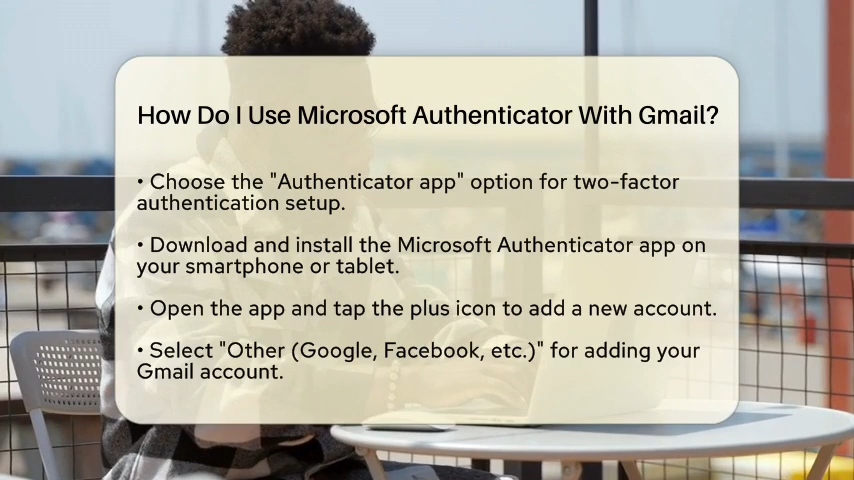 How Do I Use Microsoft Authenticator With Gmail?
• Choose the "Authenticator app" option for two-factor
authentication setup.
• Download and install the Microsoft Authenticator app on
your smartphone or tablet.
• Open the app and tap the plus icon to add a new account.
• Select "Other (Google, Facebook, etc.)" for adding your
Gmail account.